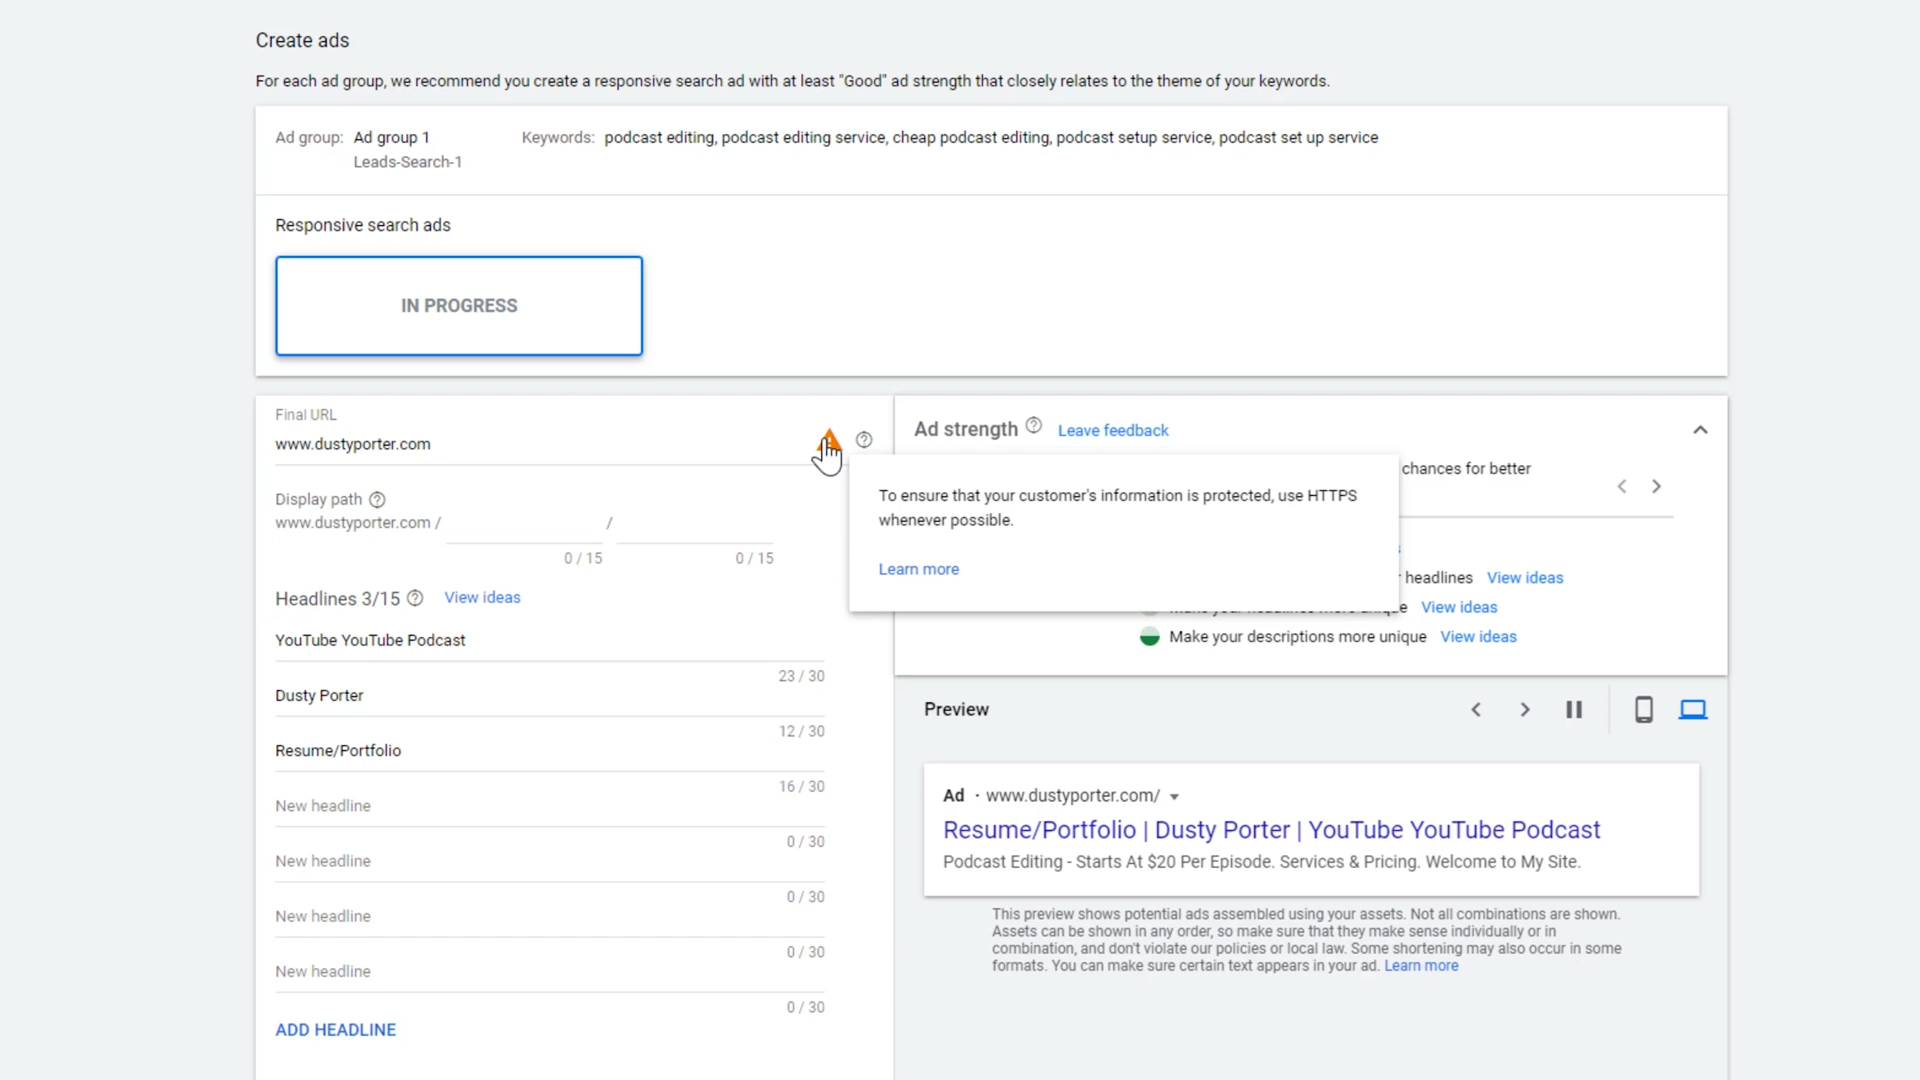 Create ads
For each ad group, we recommend you create a responsive search ad with at least "Good" ad strength that closely relates to the theme of your keywords.
Ad group: Ad group 1 Keywords: podcast editing, podcast editing service, cheap podcast editing, podcast setup service, podcast set up service
Leads-Search-1
Responsive search ads
IN PROGRESS
Final URL
www.dustyporter.com
Display path
www.dustyporter.com / /
0 / 15 0 / 15
Headlines 3/15 View ideas
YouTube YouTube Podcast
23 / 30
Dusty Porter
12 / 30
Resume/Portfolio
16 / 30
New headline
0 / 30
New headline
0 / 30
New headline
0 / 30
New headline
0 / 30
ADD HEADLINE
Ad strength Leave feedback
chances for better
To ensure that your customer's information is protected, use HTTPS
whenever possible.
Learn more
headlines View ideas
View ideas
Make your descriptions more unique View ideas
Preview
Ad · www.dustyporter.com/
Resume/Portfolio | Dusty Porter | YouTube YouTube Podcast
Podcast Editing - Starts At $20 Per Episode. Services & Pricing. Welcome to My Site.
This preview shows potential ads assembled using your assets. Not all combinations are shown.
Assets can be shown in any order, so make sure that they make sense individually or in
combination, and don't violate our policies or local law. Some shortening may also occur in some
formats. You can make sure certain text appears in your ad. Learn more